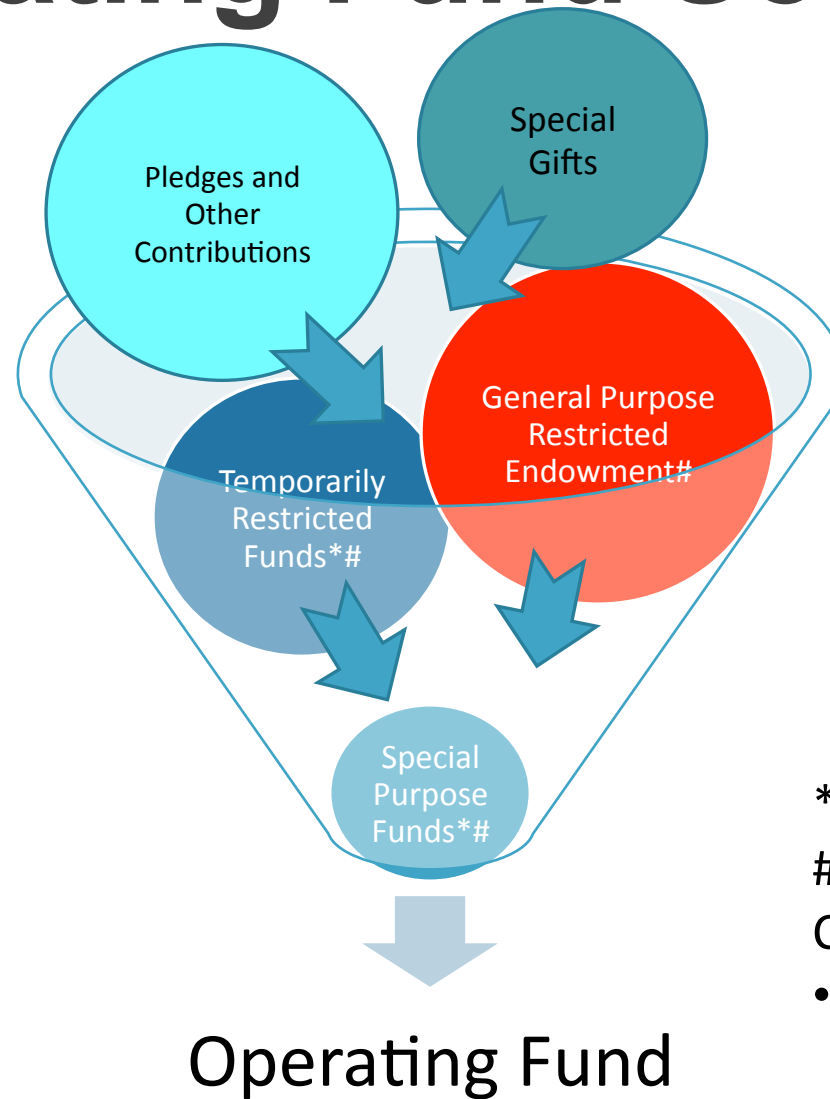 Special
Gifts
Pledges and
Other
Contributions
General Purpose
Restricted
Endowment#
Temporarily
Restricted
Funds*#
Special
Purpose
Funds*#
*
#
•
Operating Fund